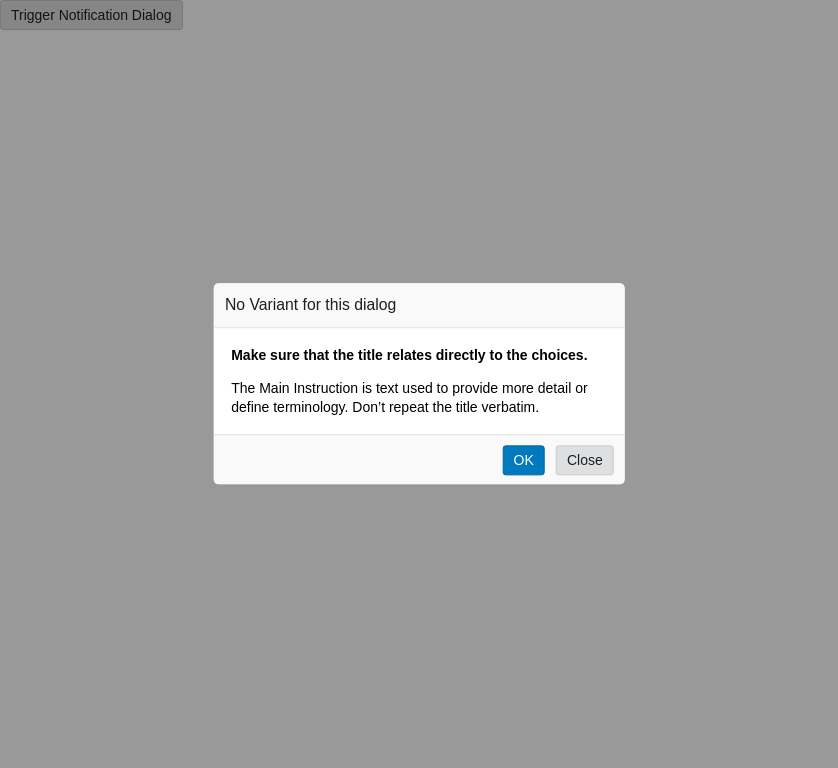 Trigger Notification Dialog
No Variant for this dialog
Make sure that the title relates directly to the choices.
The Main Instruction is text used to provide more detail or
define terminology. Don’t repeat the title verbatim.
OK Close